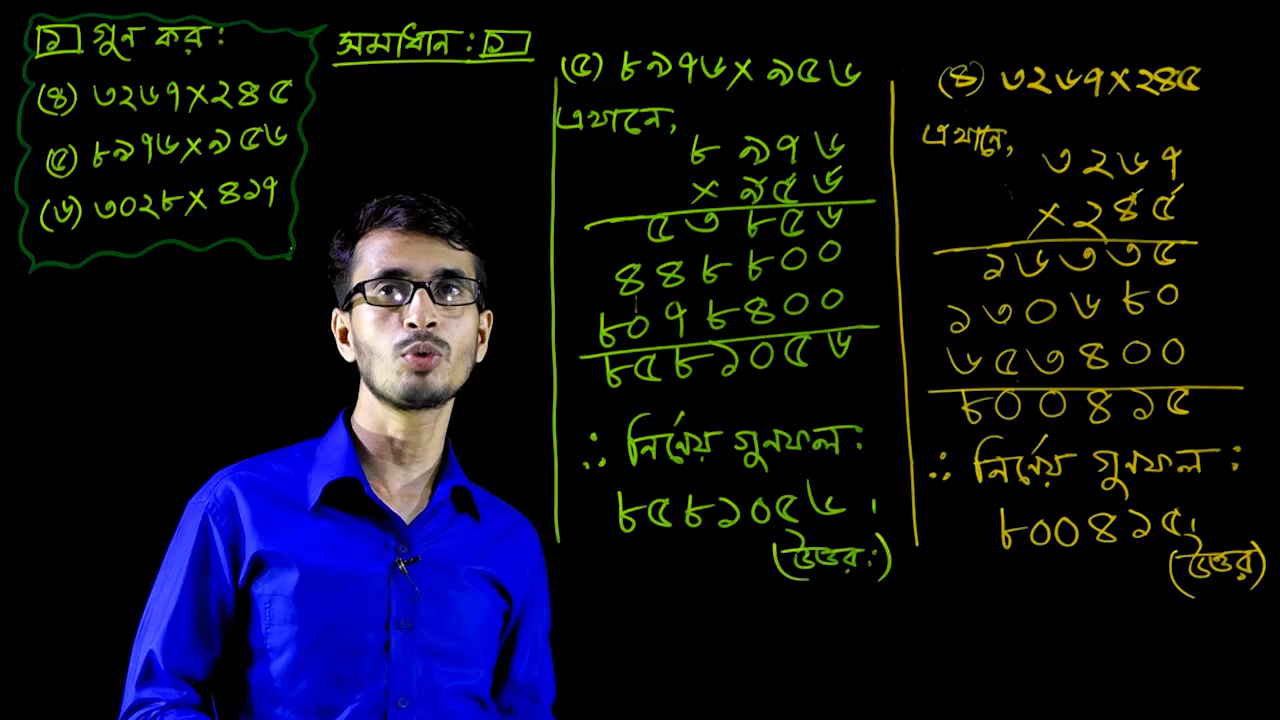 ১ গুন কর :
(৪) ৩২৬৭×২৪৫
(৫) ৮৯৭৬×৯৫৬
(৬) ৩০২৮×৪১৭
সমাধান : ১
(৫) ৮৯৭৬×৯৫৬
এখানে,
৮৯৭৬
×৯৫৬
৫৩৮৫৬
৪৪৮৮০০
৮০৭৮৪০০
৮৫৮১০৫৬
∴ নির্নেয় গুনফল :
৮৫৮১০৫৬।
(উত্তর:)
(৪) ৩২৬৭×২৪৫
এখানে,
৩২৬৭
×২৪৫
১৬৩৩৫
১৩০৬৮০
৬৫৩৪০০
৮০০৪১৫
∴ নির্নেয় গুনফল :
৮০০৪১৫।
(উত্তর)